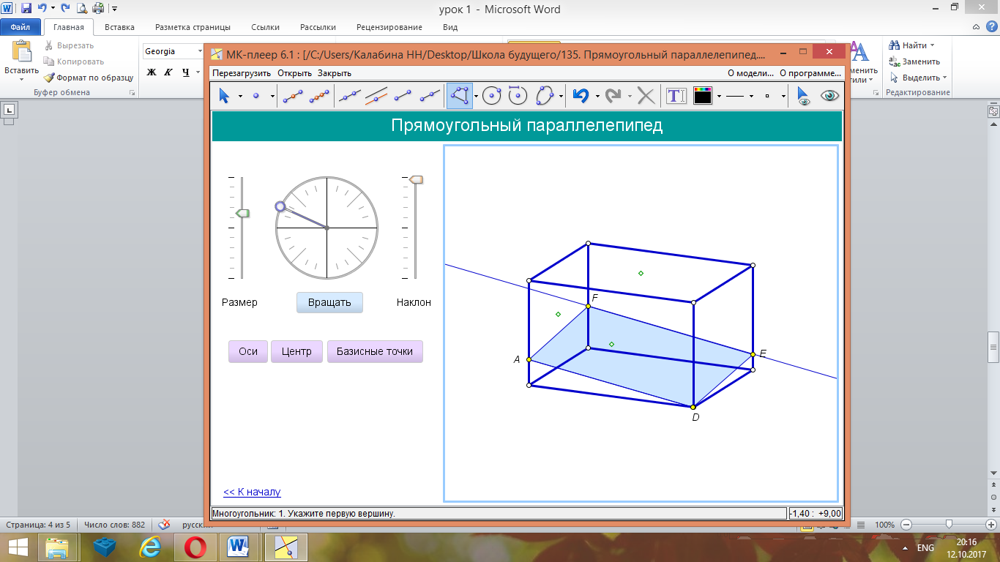 урок 1 - Microsoft Word
Файл Главная Вставка Разметка страницы Ссылки Рассылки Рецензирование Вид
Вставить
Вырезать
Копировать
Формат по образцу
Буфер обмена
Georgia
Ж К Ч
Найти
Заменить
Выделить
Редактирование
МК-плеер 6.1 : [/C:/Users/Калабина НН/Desktop/Школа будущего/135. Прямоугольный параллелепипед....
Перезагрузить Открыть Закрыть О модели... О программе...
Прямоугольный параллелепипед
Размер Вращать Наклон
Оси Центр Базисные точки
F
A
E
D
<< К началу
Многоугольник: 1. Укажите первую вершину. -1,40 : +9,00
Страница: 4 из 5 Число слов: 882 100%
ENG 20:16
12.10.2017